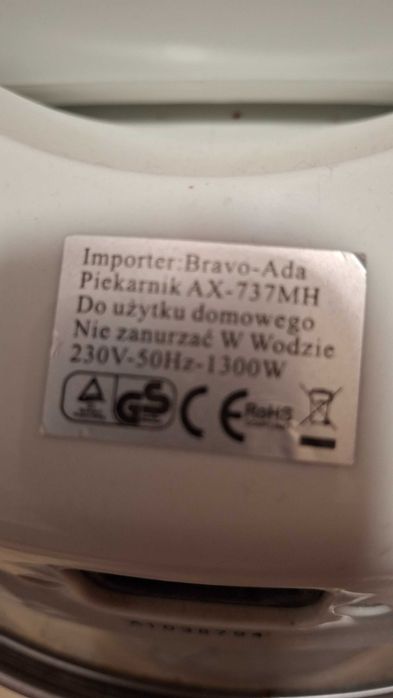 Importer:Bravo-Ada
Piekarnik AX-737MH
Do użytku domowego
Nie zanurzać W Wodzie
230V-50Hz-1300W
GS CE RoHS